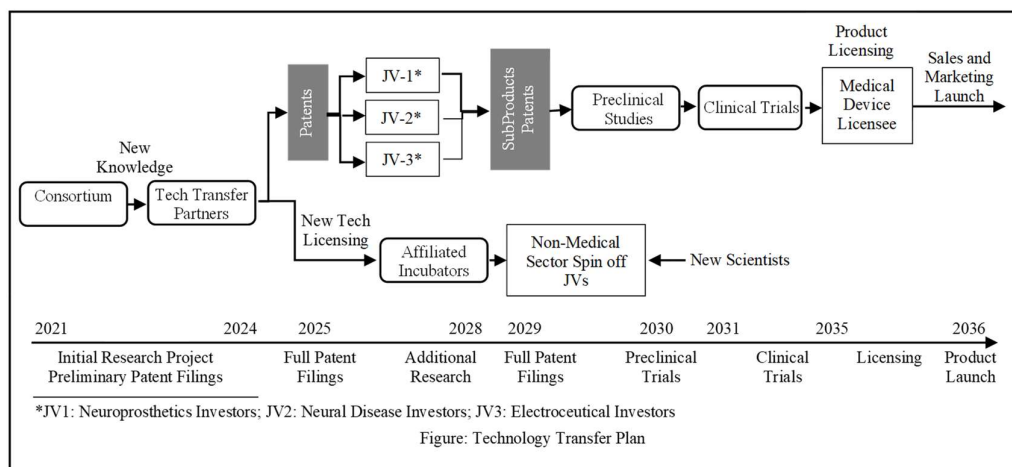 Product
Licensing
Sales and
Marketing
Launch
Patents
JV-1*
JV-2*
JV-3*
SubProducts
Patents
Preclinical
Studies
Clinical Trials
Medical
Device
Licensee
New
Knowledge
Consortium
Tech Transfer
Partners
New Tech
Licensing
Affiliated
Incubators
Non-Medical
Sector Spin off
JVs
New Scientists
2021 2024 2025 2028 2029 2030 2031 2035 2036
Initial Research Project
Preliminary Patent Filings
Full Patent
Filings
Additional
Research
Full Patent
Filings
Preclinical
Trials
Clinical
Trials
Licensing
Product
Launch
*JV1: Neuroprosthetics Investors; JV2: Neural Disease Investors; JV3: Electroceutical Investors
Figure: Technology Transfer Plan